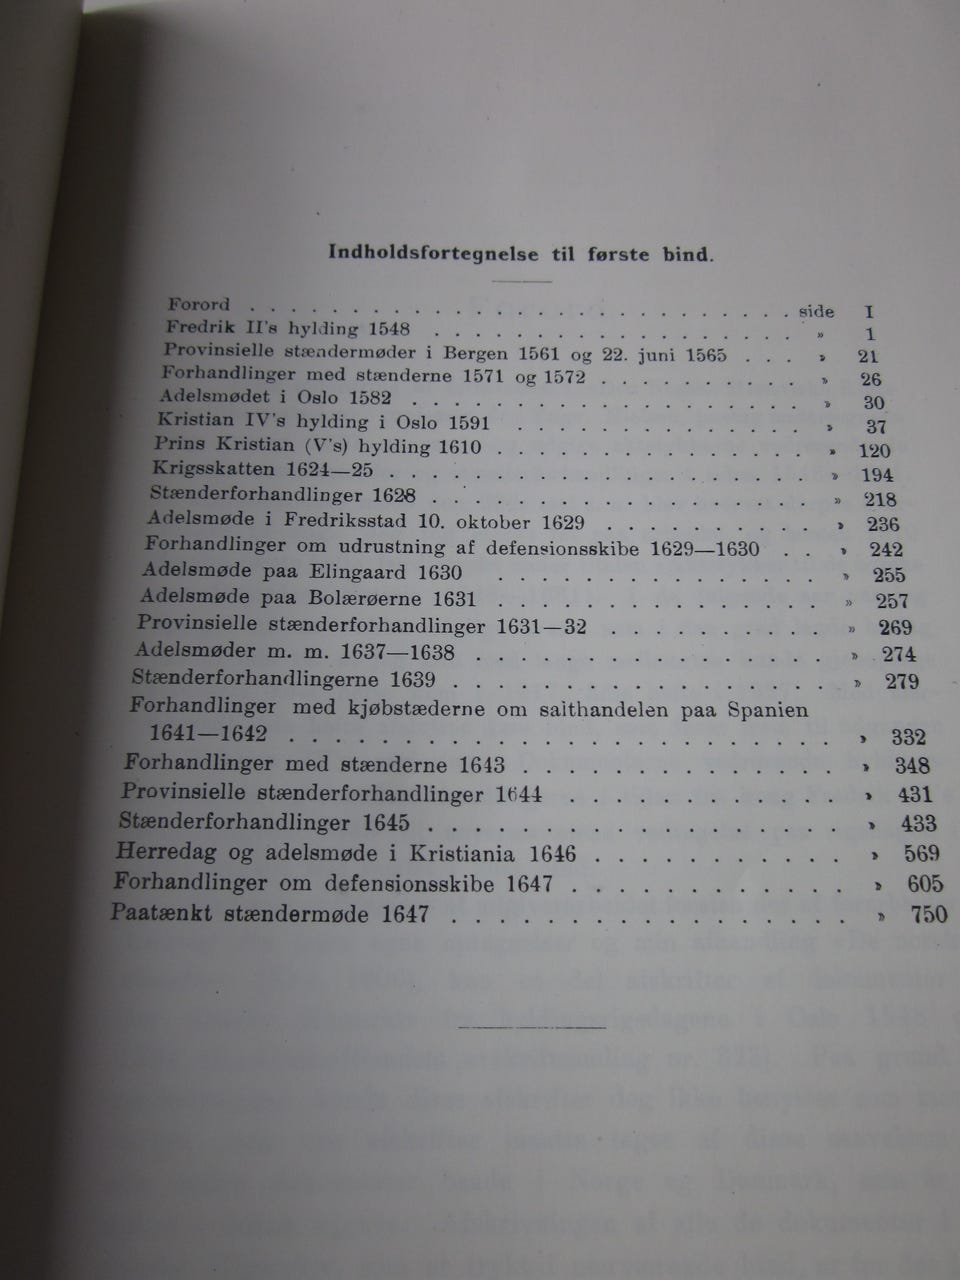 Indholdsfortegnelse til første bind.
Forord . . . . . . . . . . . . . . . . . . . . . . . . . . . . side I
Fredrik II's hylding 1548 . . . . . . . . . . . . . . . . » 1
Provinsielle stændermøder i Bergen 1561 og 22. juni 1565 . . . » 21
Forhandlinger med stænderne 1571 og 1572 . . . . . . . . . » 26
Adelsmødet i Oslo 1582 . . . . . . . . . . . . . . . . . » 30
Kristian IV's hylding i Oslo 1591 . . . . . . . . . . . . . » 37
Prins Kristian (V's) hylding 1610 . . . . . . . . . . . . . » 120
Krigsskatten 1624—25 . . . . . . . . . . . . . . . . . . » 194
Stænderforhandlinger 1628 . . . . . . . . . . . . . . . . » 218
Adelsmøde i Fredriksstad 10. oktober 1629 . . . . . . . . . . » 236
Forhandlinger om udrustning af defensionsskibe 1629—1630 . . » 242
Adelsmøde paa Elingaard 1630 . . . . . . . . . . . . . . » 255
Adelsmøde paa Bolærøerne 1631 . . . . . . . . . . . . . . » 257
Provinsielle stænderforhandlinger 1631—32 . . . . . . . . . » 269
Adelsmøder m. m. 1637—1638 . . . . . . . . . . . . . . . » 274
Stænderforhandlingerne 1639 . . . . . . . . . . . . . . . . » 279
Forhandlinger med kjøbstæderne om salthandelen paa Spanien
1641—1642 . . . . . . . . . . . . . . . . . . . . . » 332
Forhandlinger med stænderne 1643 . . . . . . . . . . . . . » 348
Provinsielle stænderforhandlinger 1644 . . . . . . . . . . . » 431
Stænderforhandlinger 1645 . . . . . . . . . . . . . . . . » 433
Herredag og adelsmøde i Kristiania 1646 . . . . . . . . . . » 569
Forhandlinger om defensionsskibe 1647 . . . . . . . . . . . » 605
Paatænkt stændermøde 1647 . . . . . . . . . . . . . . . . » 750